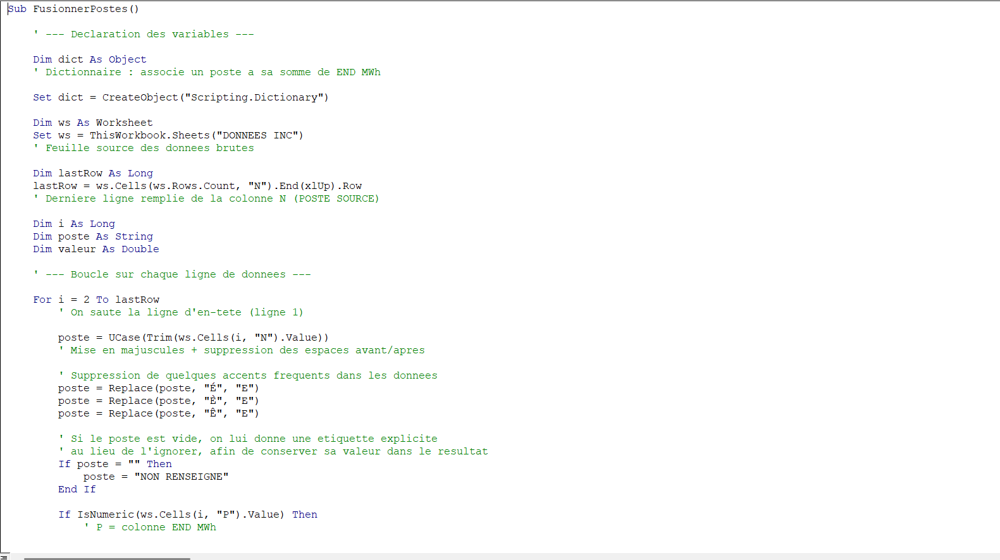 Sub FusionnerPostes()
' --- Declaration des variables ---
Dim dict As Object
' Dictionnaire : associe un poste a sa somme de END MWh
Set dict = CreateObject("Scripting.Dictionary")
Dim ws As Worksheet
Set ws = ThisWorkbook.Sheets("DONNEES INC")
' Feuille source des donnees brutes
Dim lastRow As Long
lastRow = ws.Cells(ws.Rows.Count, "N").End(xlUp).Row
' Derniere ligne remplie de la colonne N (POSTE SOURCE)
Dim i As Long
Dim poste As String
Dim valeur As Double
' --- Boucle sur chaque ligne de donnees ---
For i = 2 To lastRow
' On saute la ligne d'en-tete (ligne 1)
poste = UCase(Trim(ws.Cells(i, "N").Value))
' Mise en majuscules + suppression des espaces avant/apres
' Suppression de quelques accents frequents dans les donnees
poste = Replace(poste, "É", "E")
poste = Replace(poste, "È", "E")
poste = Replace(poste, "Ê", "E")
' Si le poste est vide, on lui donne une etiquette explicite
' au lieu de l'ignorer, afin de conserver sa valeur dans le resultat
If poste = "" Then
poste = "NON RENSEIGNE"
End If
If IsNumeric(ws.Cells(i, "P").Value) Then
' P = colonne END MWh